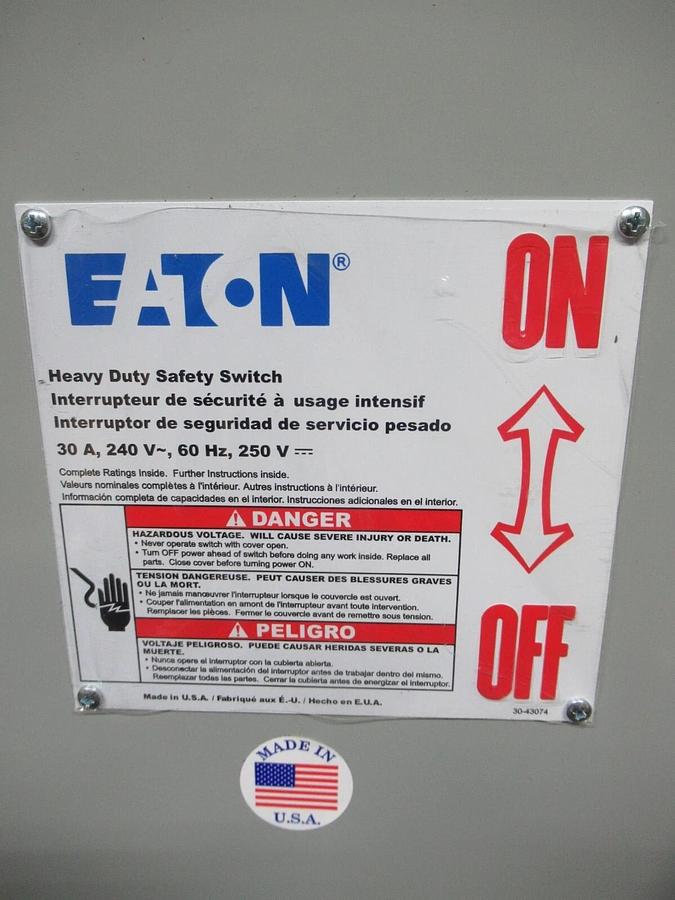 EATON®
ON
Heavy Duty Safety Switch
Interrupteur de sécurité à usage intensif
Interruptor de seguridad de servicio pesado
30 A, 240 V~, 60 Hz, 250 V ⎓
Complete Ratings Inside. Further Instructions inside.
Valeurs nominales complètes à l'intérieur. Autres instructions à l'intérieur.
Información completa de capacidades en el interior. Instrucciones adicionales en el interior.
DANGER
HAZARDOUS VOLTAGE. WILL CAUSE SEVERE INJURY OR DEATH.
• Never operate switch with cover open.
• Turn OFF power ahead of switch before doing any work inside. Replace all
parts. Close cover before turning power ON.
TENSION DANGEREUSE. PEUT CAUSER DES BLESSURES GRAVES
OU LA MORT.
• Ne jamais manœuvrer l'interrupteur lorsque le couvercle est ouvert.
• Couper l'alimentation en amont de l'interrupteur avant toute intervention.
Remplacer les pièces. Fermer le couvercle avant de remettre sous tension.
PELIGRO
VOLTAJE PELIGROSO. PUEDE CAUSAR HERIDAS SEVERAS O LA
MUERTE.
• Nunca opere el interruptor con la cubierta abierta.
• Desconectar la alimentación del interruptor antes de trabajar dentro del mismo.
Reemplazar todas las partes. Cerrar la cubierta antes de energizar el interruptor.
OFF
Made in U.S.A. / Fabriqué aux É.-U. / Hecho en E.U.A.
30-43074
MADE IN
U.S.A.